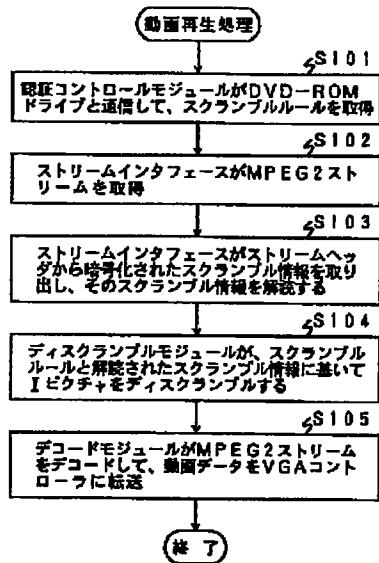 動画再生処理
S101
認証コントロールモジュールがDVD-ROM
ドライブと通信して、スクランブルルールを取得
S102
ストリームインタフェースがMPEG2スト
リームを取得
S103
ストリームインタフェースがストリームヘッ
ダから暗号化されたスクランブル情報を取り
出し、そのスクランブル情報を解読する
S104
ディスクランブルモジュールが、スクランブル
ルールと解読されたスクランブル情報に基いて
Iピクチャをディスクランブルする
S105
デコードモジュールがMPEG2ストリーム
をデコードして、動画データをVGAコント
ローラに転送
終了